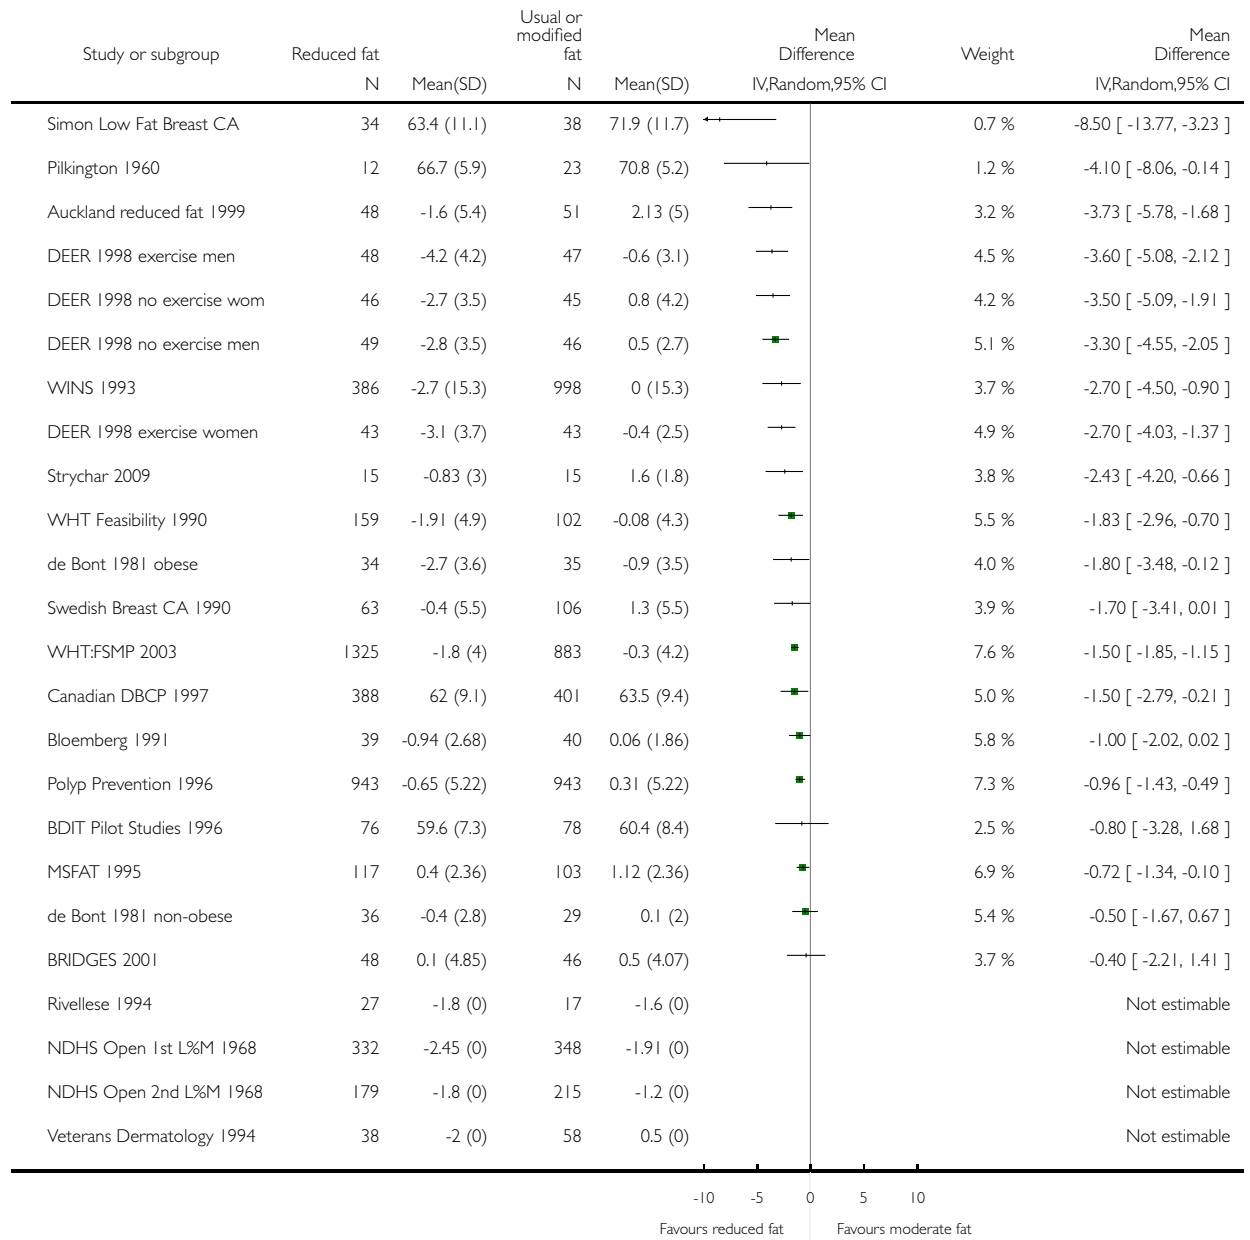 Usual or
modified
fat
Mean
Difference
Mean
Difference
Study or subgroup Reduced fat Weight
N Mean(SD) N Mean(SD) IV,Random,95% CI IV,Random,95% CI
Simon Low Fat Breast CA 34 63.4 (11.1) 38 71.9 (11.7) 0.7 % -8.50 [ -13.77, -3.23 ]
Pilkington 1960 12 66.7 (5.9) 23 70.8 (5.2) 1.2 % -4.10 [ -8.06, -0.14 ]
Auckland reduced fat 1999 48 -1.6 (5.4) 51 2.13 (5) 3.2 % -3.73 [ -5.78, -1.68 ]
DEER 1998 exercise men 48 -4.2 (4.2) 47 -0.6 (3.1) 4.5 % -3.60 [ -5.08, -2.12 ]
DEER 1998 no exercise wom 46 -2.7 (3.5) 45 0.8 (4.2) 4.2 % -3.50 [ -5.09, -1.91 ]
DEER 1998 no exercise men 49 -2.8 (3.5) 46 0.5 (2.7) 5.1 % -3.30 [ -4.55, -2.05 ]
WINS 1993 386 -2.7 (15.3) 998 0 (15.3) 3.7 % -2.70 [ -4.50, -0.90 ]
DEER 1998 exercise women 43 -3.1 (3.7) 43 -0.4 (2.5) 4.9 % -2.70 [ -4.03, -1.37 ]
Strychar 2009 15 -0.83 (3) 15 1.6 (1.8) 3.8 % -2.43 [ -4.20, -0.66 ]
WHT Feasibility 1990 159 -1.91 (4.9) 102 -0.08 (4.3) 5.5 % -1.83 [ -2.96, -0.70 ]
de Bont 1981 obese 34 -2.7 (3.6) 35 -0.9 (3.5) 4.0 % -1.80 [ -3.48, -0.12 ]
Swedish Breast CA 1990 63 -0.4 (5.5) 106 1.3 (5.5) 3.9 % -1.70 [ -3.41, 0.01 ]
WHT:FSMP 2003 1325 -1.8 (4) 883 -0.3 (4.2) 7.6 % -1.50 [ -1.85, -1.15 ]
Canadian DBCP 1997 388 62 (9.1) 401 63.5 (9.4) 5.0 % -1.50 [ -2.79, -0.21 ]
Bloemberg 1991 39 -0.94 (2.68) 40 0.06 (1.86) 5.8 % -1.00 [ -2.02, 0.02 ]
Polyp Prevention 1996 943 -0.65 (5.22) 943 0.31 (5.22) 7.3 % -0.96 [ -1.43, -0.49 ]
BDIT Pilot Studies 1996 76 59.6 (7.3) 78 60.4 (8.4) 2.5 % -0.80 [ -3.28, 1.68 ]
MSFAT 1995 117 0.4 (2.36) 103 1.12 (2.36) 6.9 % -0.72 [ -1.34, -0.10 ]
de Bont 1981 non-obese 36 -0.4 (2.8) 29 0.1 (2) 5.4 % -0.50 [ -1.67, 0.67 ]
BRIDGES 2001 48 0.1 (4.85) 46 0.5 (4.07) 3.7 % -0.40 [ -2.21, 1.41 ]
Rivellese 1994 27 -1.8 (0) 17 -1.6 (0) Not estimable
NDHS Open 1st L%M 1968 332 -2.45 (0) 348 -1.91 (0) Not estimable
NDHS Open 2nd L%M 1968 179 -1.8 (0) 215 -1.2 (0) Not estimable
Veterans Dermatology 1994 38 -2 (0) 58 0.5 (0) Not estimable
-10 -5 0 5 10
Favours reduced fat Favours moderate fat